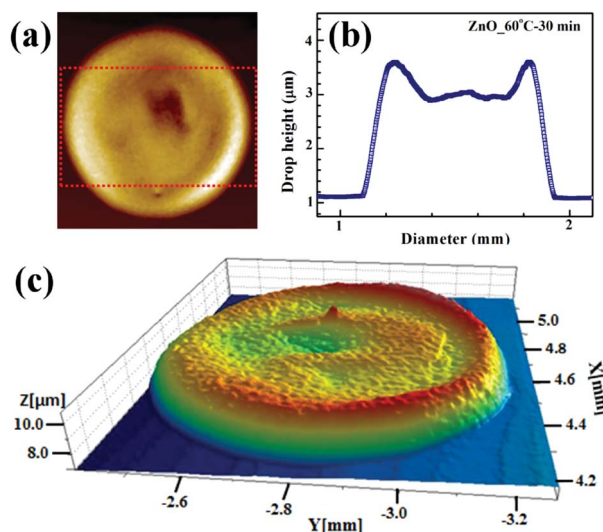 (a)
(b)
ZnO_60°C-30 min
4
3
2
1
Drop height (μm)
1
2
Diameter (mm)
(c)
Z[μm]
10.0
8.0
-2.6
-2.8
-3.0
-3.2
Y[mm]
5.0
4.8
4.6
4.4
4.2
X[mm]